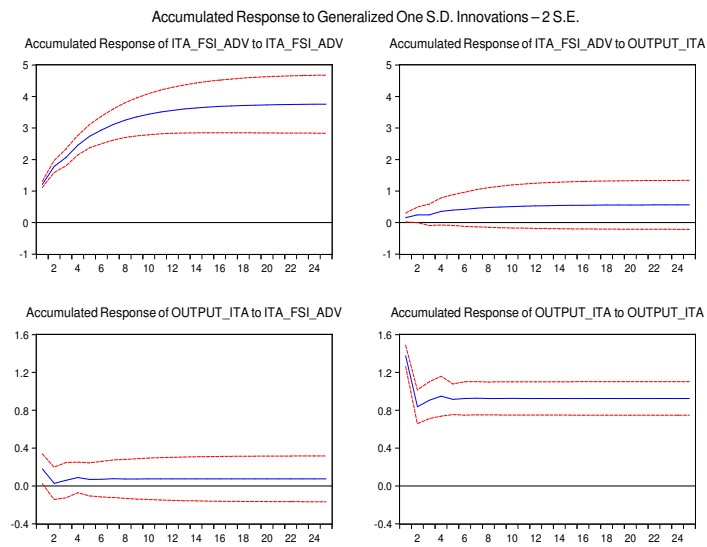 Accumulated Response to Generalized One S.D. Innovations – 2 S.E.
Accumulated Response of ITA_FSI_ADV to ITA_FSI_ADV
5
4
3
2
1
0
-1
2 4 6 8 10 12 14 16 18 20 22 24
Accumulated Response of ITA_FSI_ADV to OUTPUT_ITA
5
4
3
2
1
0
-1
2 4 6 8 10 12 14 16 18 20 22 24
Accumulated Response of OUTPUT_ITA to ITA_FSI_ADV
1.6
1.2
0.8
0.4
0.0
-0.4
2 4 6 8 10 12 14 16 18 20 22 24
Accumulated Response of OUTPUT_ITA to OUTPUT_ITA
1.6
1.2
0.8
0.4
0.0
-0.4
2 4 6 8 10 12 14 16 18 20 22 24